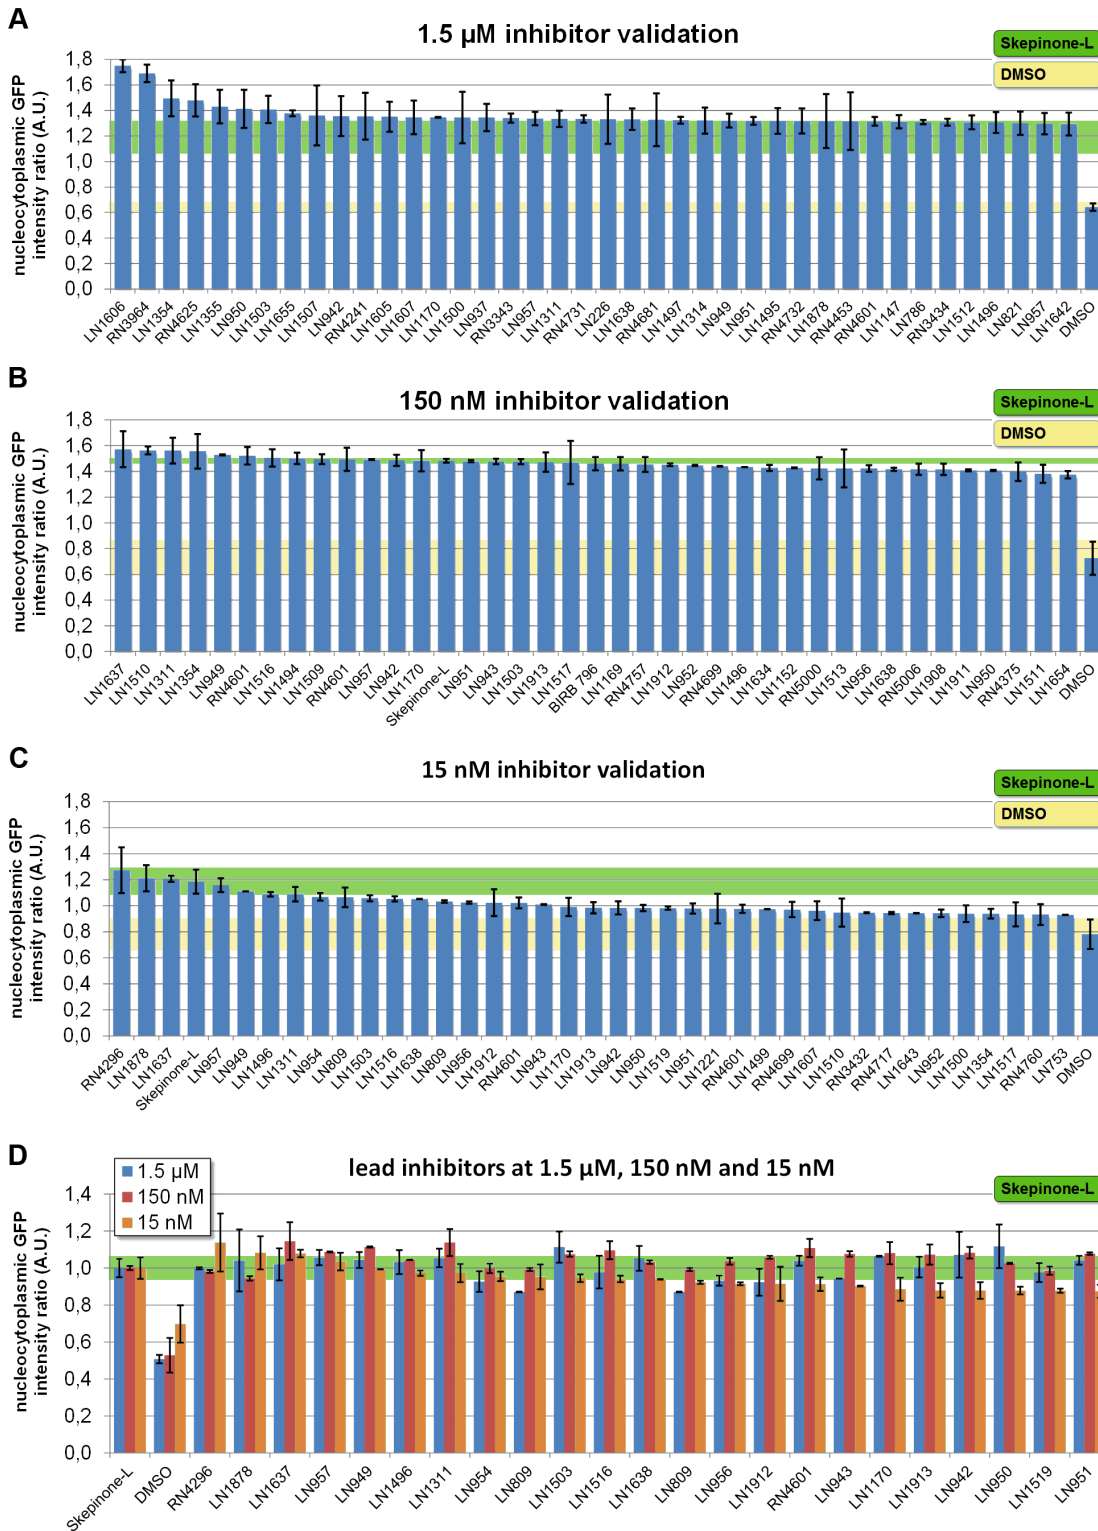 A
1.5 µM inhibitor validation
Skepinone-L
DMSO
nucleocytoplasmic GFP
intensity ratio (A.U.)
1,8
1,6
1,4
1,2
1,0
0,8
0,6
0,4
0,2
0,0
LN1606 RN3964 LN1354 RN4625 LN1355 LN950 LN1503 LN1655 LN1507 LN942 RN4241 LN1605 LN1607 LN1170 LN1500 LN937 RN3343 LN957 LN1311 RN4731 LN226 LN1638 RN4681 LN1497 LN1314 LN949 LN951 LN1495 RN4732 LN1878 RN4453 RN4601 LN1147 LN786 RN3434 LN1512 LN1496 LN821 LN957 LN1642 DMSO
B
150 nM inhibitor validation
Skepinone-L
DMSO
nucleocytoplasmic GFP
intensity ratio (A.U.)
1,8
1,6
1,4
1,2
1,0
0,8
0,6
0,4
0,2
0,0
LN1637 LN1510 LN1311 LN1354 LN949 RN4601 LN1516 LN1494 LN1509 RN4601 LN957 LN942 LN1170 Skepinone-L LN951 LN943 LN1503 LN1913 LN1517 BIRB 796 LN1169 RN4757 LN1912 LN952 RN4699 LN1496 LN1634 LN1152 RN5000 LN1513 LN956 LN1638 RN5006 LN1908 LN1911 LN950 RN4375 LN1511 LN1654 DMSO
C
15 nM inhibitor validation
Skepinone-L
DMSO
nucleocytoplasmic GFP
intensity ratio (A.U.)
1,8
1,6
1,4
1,2
1,0
0,8
0,6
0,4
0,2
0,0
RN4296 LN1878 LN1637 Skepinone-L LN957 LN949 LN1496 LN1311 LN954 LN809 LN1503 LN1516 LN1638 LN809 LN956 LN1912 RN4601 LN943 LN1170 LN1913 LN942 LN950 LN1519 LN951 LN1221 RN4601 LN1499 RN4699 LN1607 LN1510 RN3432 RN4717 LN1643 LN952 LN1500 LN1354 LN1517 RN4760 LN753 DMSO
D
lead inhibitors at 1.5 µM, 150 nM and 15 nM
1.5 µM
150 nM
15 nM
Skepinone-L
nucleocytoplasmic GFP
intensity ratio (A.U.)
1,4
1,2
1,0
0,8
0,6
0,4
0,2
0,0
Skepinone-L DMSO RN4296 LN1878 LN1637 LN957 LN949 LN1496 LN1311 LN954 LN809 LN1503 LN1516 LN1638 LN809 LN956 LN1912 RN4601 LN943 LN1170 LN1913 LN942 LN950 LN1519 LN951